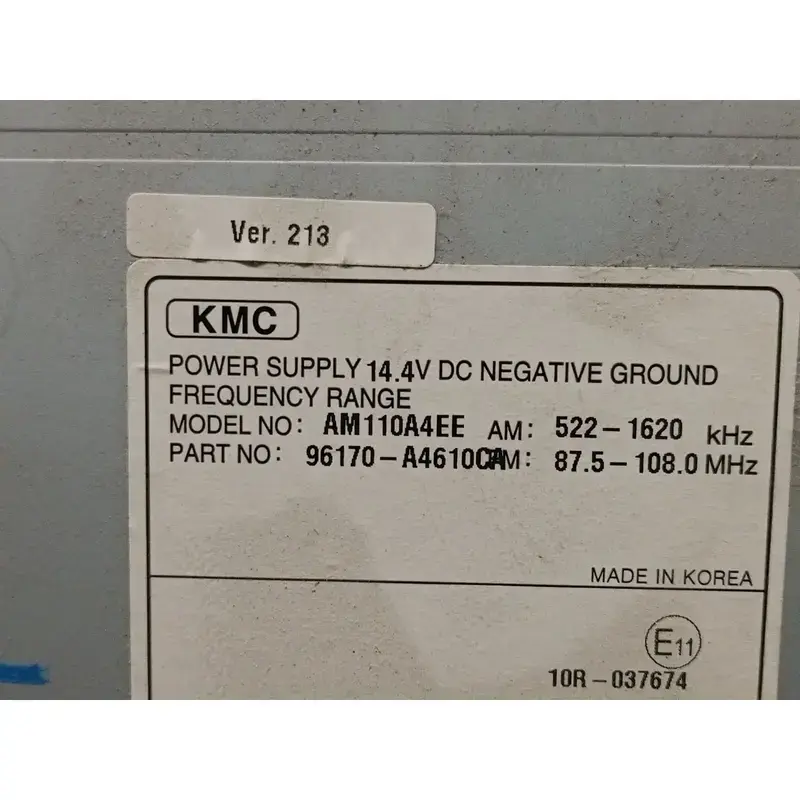 Ver. 213
KMC
POWER SUPPLY 14.4V DC NEGATIVE GROUND
FREQUENCY RANGE
MODEL NO: AM110A4EE AM: 522-1620 kHz
PART NO: 96170-A4610CA FM: 87.5-108.0 MHz
MADE IN KOREA
E11
10R-037674